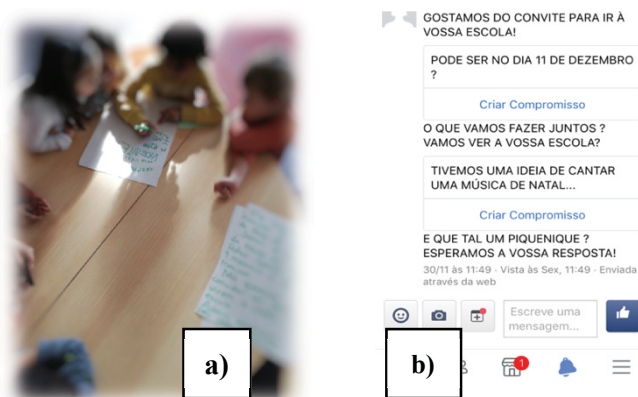 a)
GOSTAMOS DO CONVITE PARA IR À
VOSSA ESCOLA!
PODE SER NO DIA 11 DE DEZEMBRO
?
Criar Compromisso
O QUE VAMOS FAZER JUNTOS ?
VAMOS VER A VOSSA ESCOLA?
TIVEMOS UMA IDEIA DE CANTAR
UMA MÚSICA DE NATAL...
Criar Compromisso
E QUE TAL UM PIQUENIQUE ?
ESPERAMOS A VOSSA RESPOSTA!
30/11 às 11:49 · Vista às Sex, 11:49 · Enviada
através da web
Escreve uma
mensagem...
b)
1